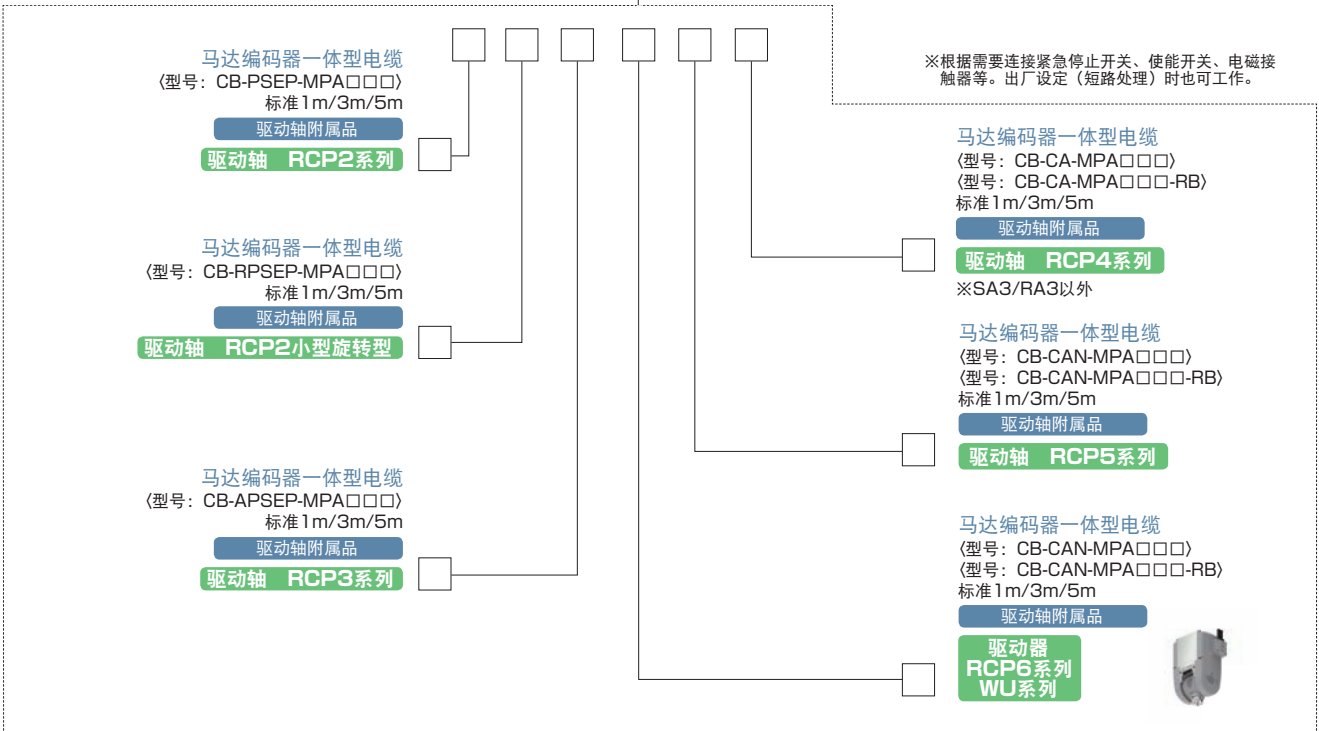 ※根据需要连接紧急停止开关、使能开关、电磁接
触器等。出厂设定（短路处理）时也可工作。
马达编码器一体型电缆
〈型号：CB-PSEP-MPA□□□〉
标准1m/3m/5m
驱动轴附属品
驱动轴 RCP2系列
马达编码器一体型电缆
〈型号：CB-RPSEP-MPA□□□〉
标准1m/3m/5m
驱动轴附属品
驱动轴 RCP2小型旋转型
马达编码器一体型电缆
〈型号：CB-APSEP-MPA□□□〉
标准1m/3m/5m
驱动轴附属品
驱动轴 RCP3系列
马达编码器一体型电缆
〈型号：CB-CA-MPA□□□〉
〈型号：CB-CA-MPA□□□-RB〉
标准1m/3m/5m
驱动轴附属品
驱动轴 RCP4系列
※SA3/RA3以外
马达编码器一体型电缆
〈型号：CB-CAN-MPA□□□〉
〈型号：CB-CAN-MPA□□□-RB〉
标准1m/3m/5m
驱动轴附属品
驱动轴 RCP5系列
马达编码器一体型电缆
〈型号：CB-CAN-MPA□□□〉
〈型号：CB-CAN-MPA□□□-RB〉
标准1m/3m/5m
驱动轴附属品
驱动器
RCP6系列
WU系列